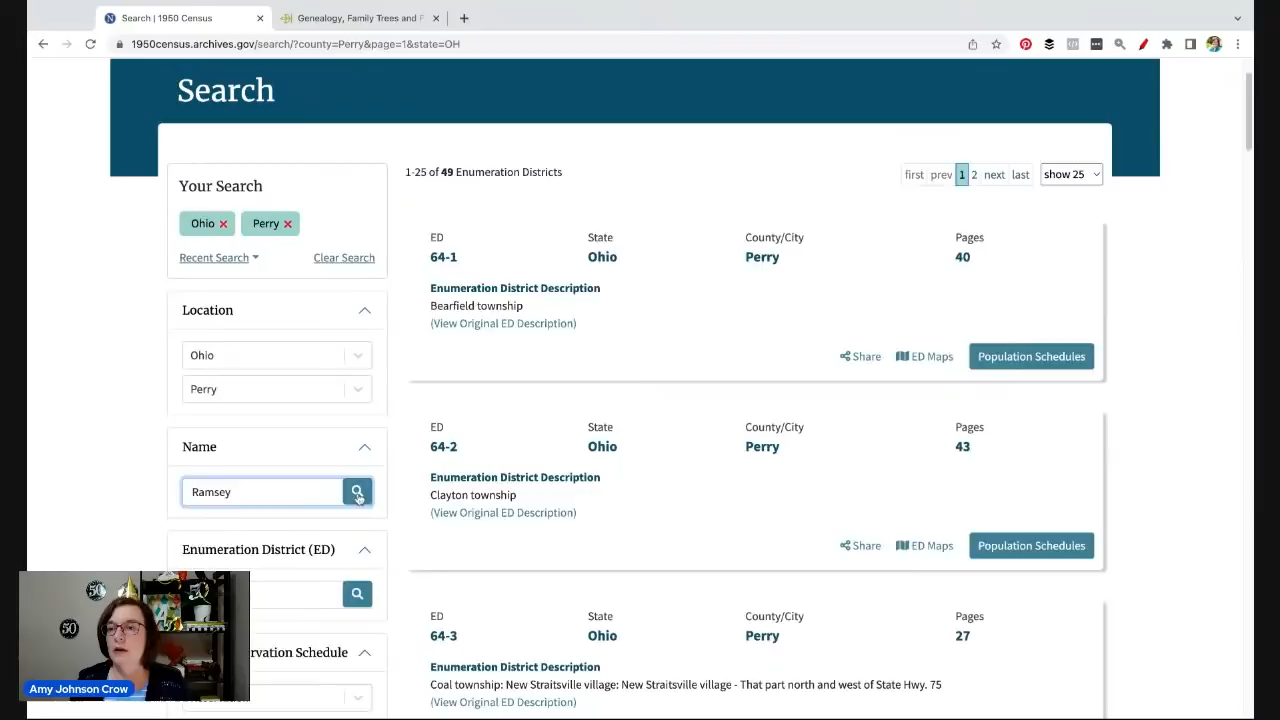 Search | 1950 Census
Genealogy, Family Trees and F
1950census.archives.gov/search/?county=Perry&page=1&state=OH
Search
Your Search
Ohio
Perry
Recent Search
Clear Search
Location
Ohio
Perry
Name
Ramsey
Enumeration District (ED)
rvation Schedule
1-25 of 49 Enumeration Districts
first prev 1 2 next last
show 25
ED State County/City Pages
64-1 Ohio Perry 40
Enumeration District Description
Bearfield township
(View Original ED Description)
Share ED Maps Population Schedules
ED State County/City Pages
64-2 Ohio Perry 43
Enumeration District Description
Clayton township
(View Original ED Description)
Share ED Maps Population Schedules
ED State County/City Pages
64-3 Ohio Perry 27
Enumeration District Description
Coal township: New Straitsville village: New Straitsville village - That part north and west of State Hwy. 75
(View Original ED Description)
50
50
50
Amy Johnson Crow